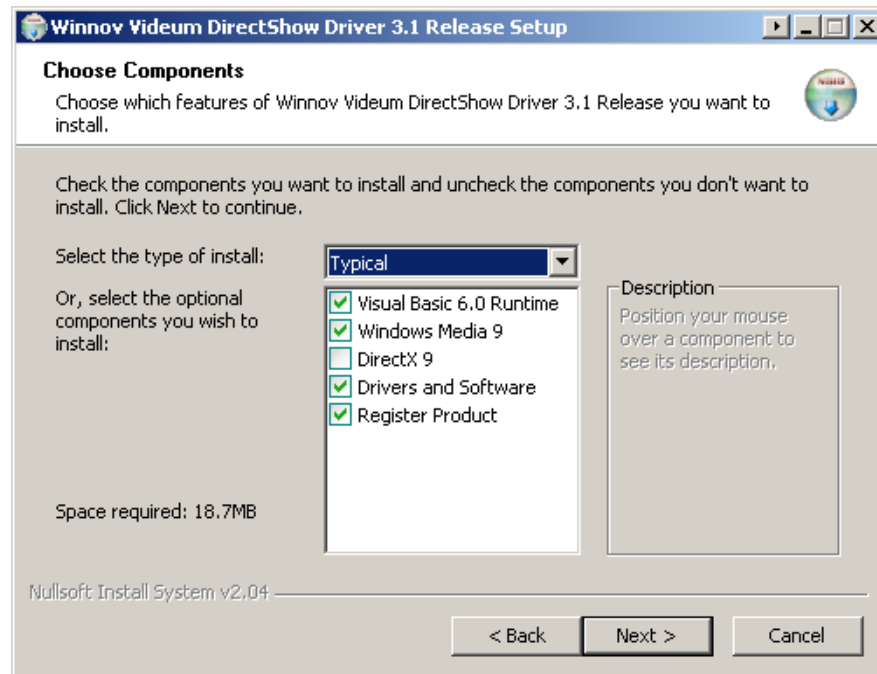 Winnov Videum DirectShow Driver 3.1 Release Setup
Choose Components
Choose which features of Winnov Videum DirectShow Driver 3.1 Release you want to
install.
Check the components you want to install and uncheck the components you don't want to
install. Click Next to continue.
Select the type of install:
Typical
Or, select the optional
components you wish to
install:
Visual Basic 6.0 Runtime
Windows Media 9
DirectX 9
Drivers and Software
Register Product
Description
Position your mouse
over a component to
see its description.
Space required: 18.7MB
Nullsoft Install System v2.04
< Back
Next >
Cancel